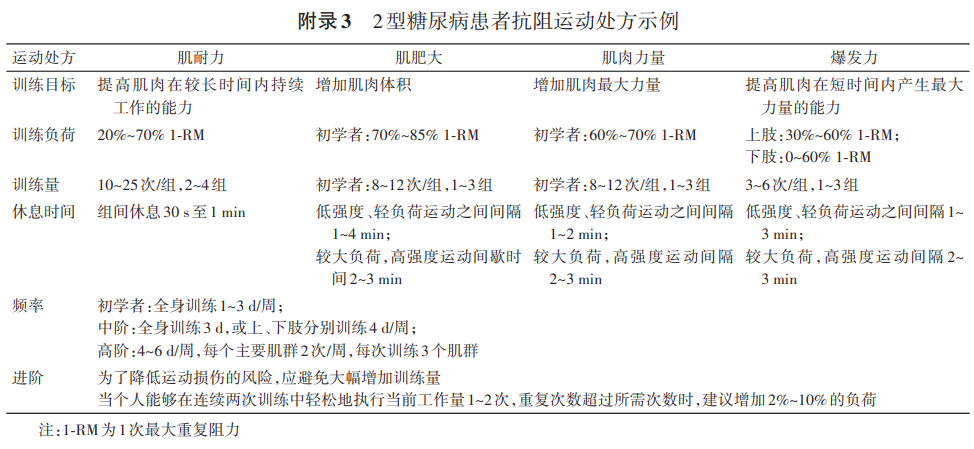 附录3 2型糖尿病患者抗阻运动处方示例
运动处方 肌耐力 肌肥大 肌肉力量 爆发力
训练目标 提高肌肉在较长时间内持续 增加肌肉体积 增加肌肉最大力量 提高肌肉在短时间内产生最大
工作的能力 力量的能力
训练负荷 20%~70% 1-RM 初学者:70%~85% 1-RM 初学者:60%~70% 1-RM 上肢:30%~60% 1-RM;
下肢:0~60% 1-RM
训练量 10~25次/组,2~4组 初学者:8~12次/组,1~3组 初学者:8~12次/组,1~3组 3~6次/组,1~3组
休息时间 组间休息30 s至1 min 低强度、轻负荷运动之间间隔 低强度、轻负荷运动之间间隔 低强度、轻负荷运动之间间隔1~
1~4 min; 1~2 min; 3 min;
较大负荷,高强度运动间歇时 较大负荷,高强度运动间隔 较大负荷,高强度运动间隔2~
间2~3 min 2~3 min 3 min
频率 初学者:全身训练1~3 d/周;
中阶:全身训练3 d,或上、下肢分别训练4 d/周;
高阶:4~6 d/周,每个主要肌群2次/周,每次训练3个肌群
进阶 为了降低运动损伤的风险,应避免大幅增加训练量
当个人能够在连续两次训练中轻松地执行当前工作量1~2次,重复次数超过所需次数时,建议增加2%~10%的负荷
注:1-RM为1次最大重复阻力